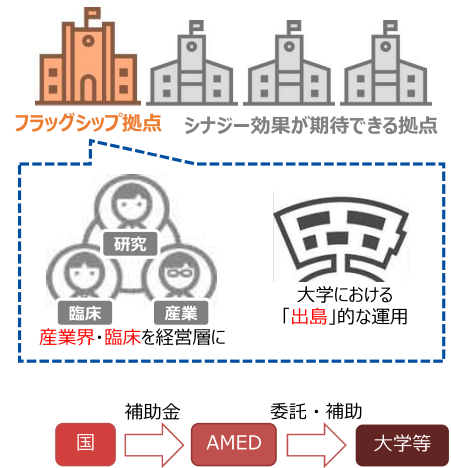 フラッグシップ拠点
シナジー効果が期待できる拠点
研究
臨床
産業
産業界・臨床を経営層に
大学における
「出島」的な運用
補助金
委託・補助
国
AMED
大学等